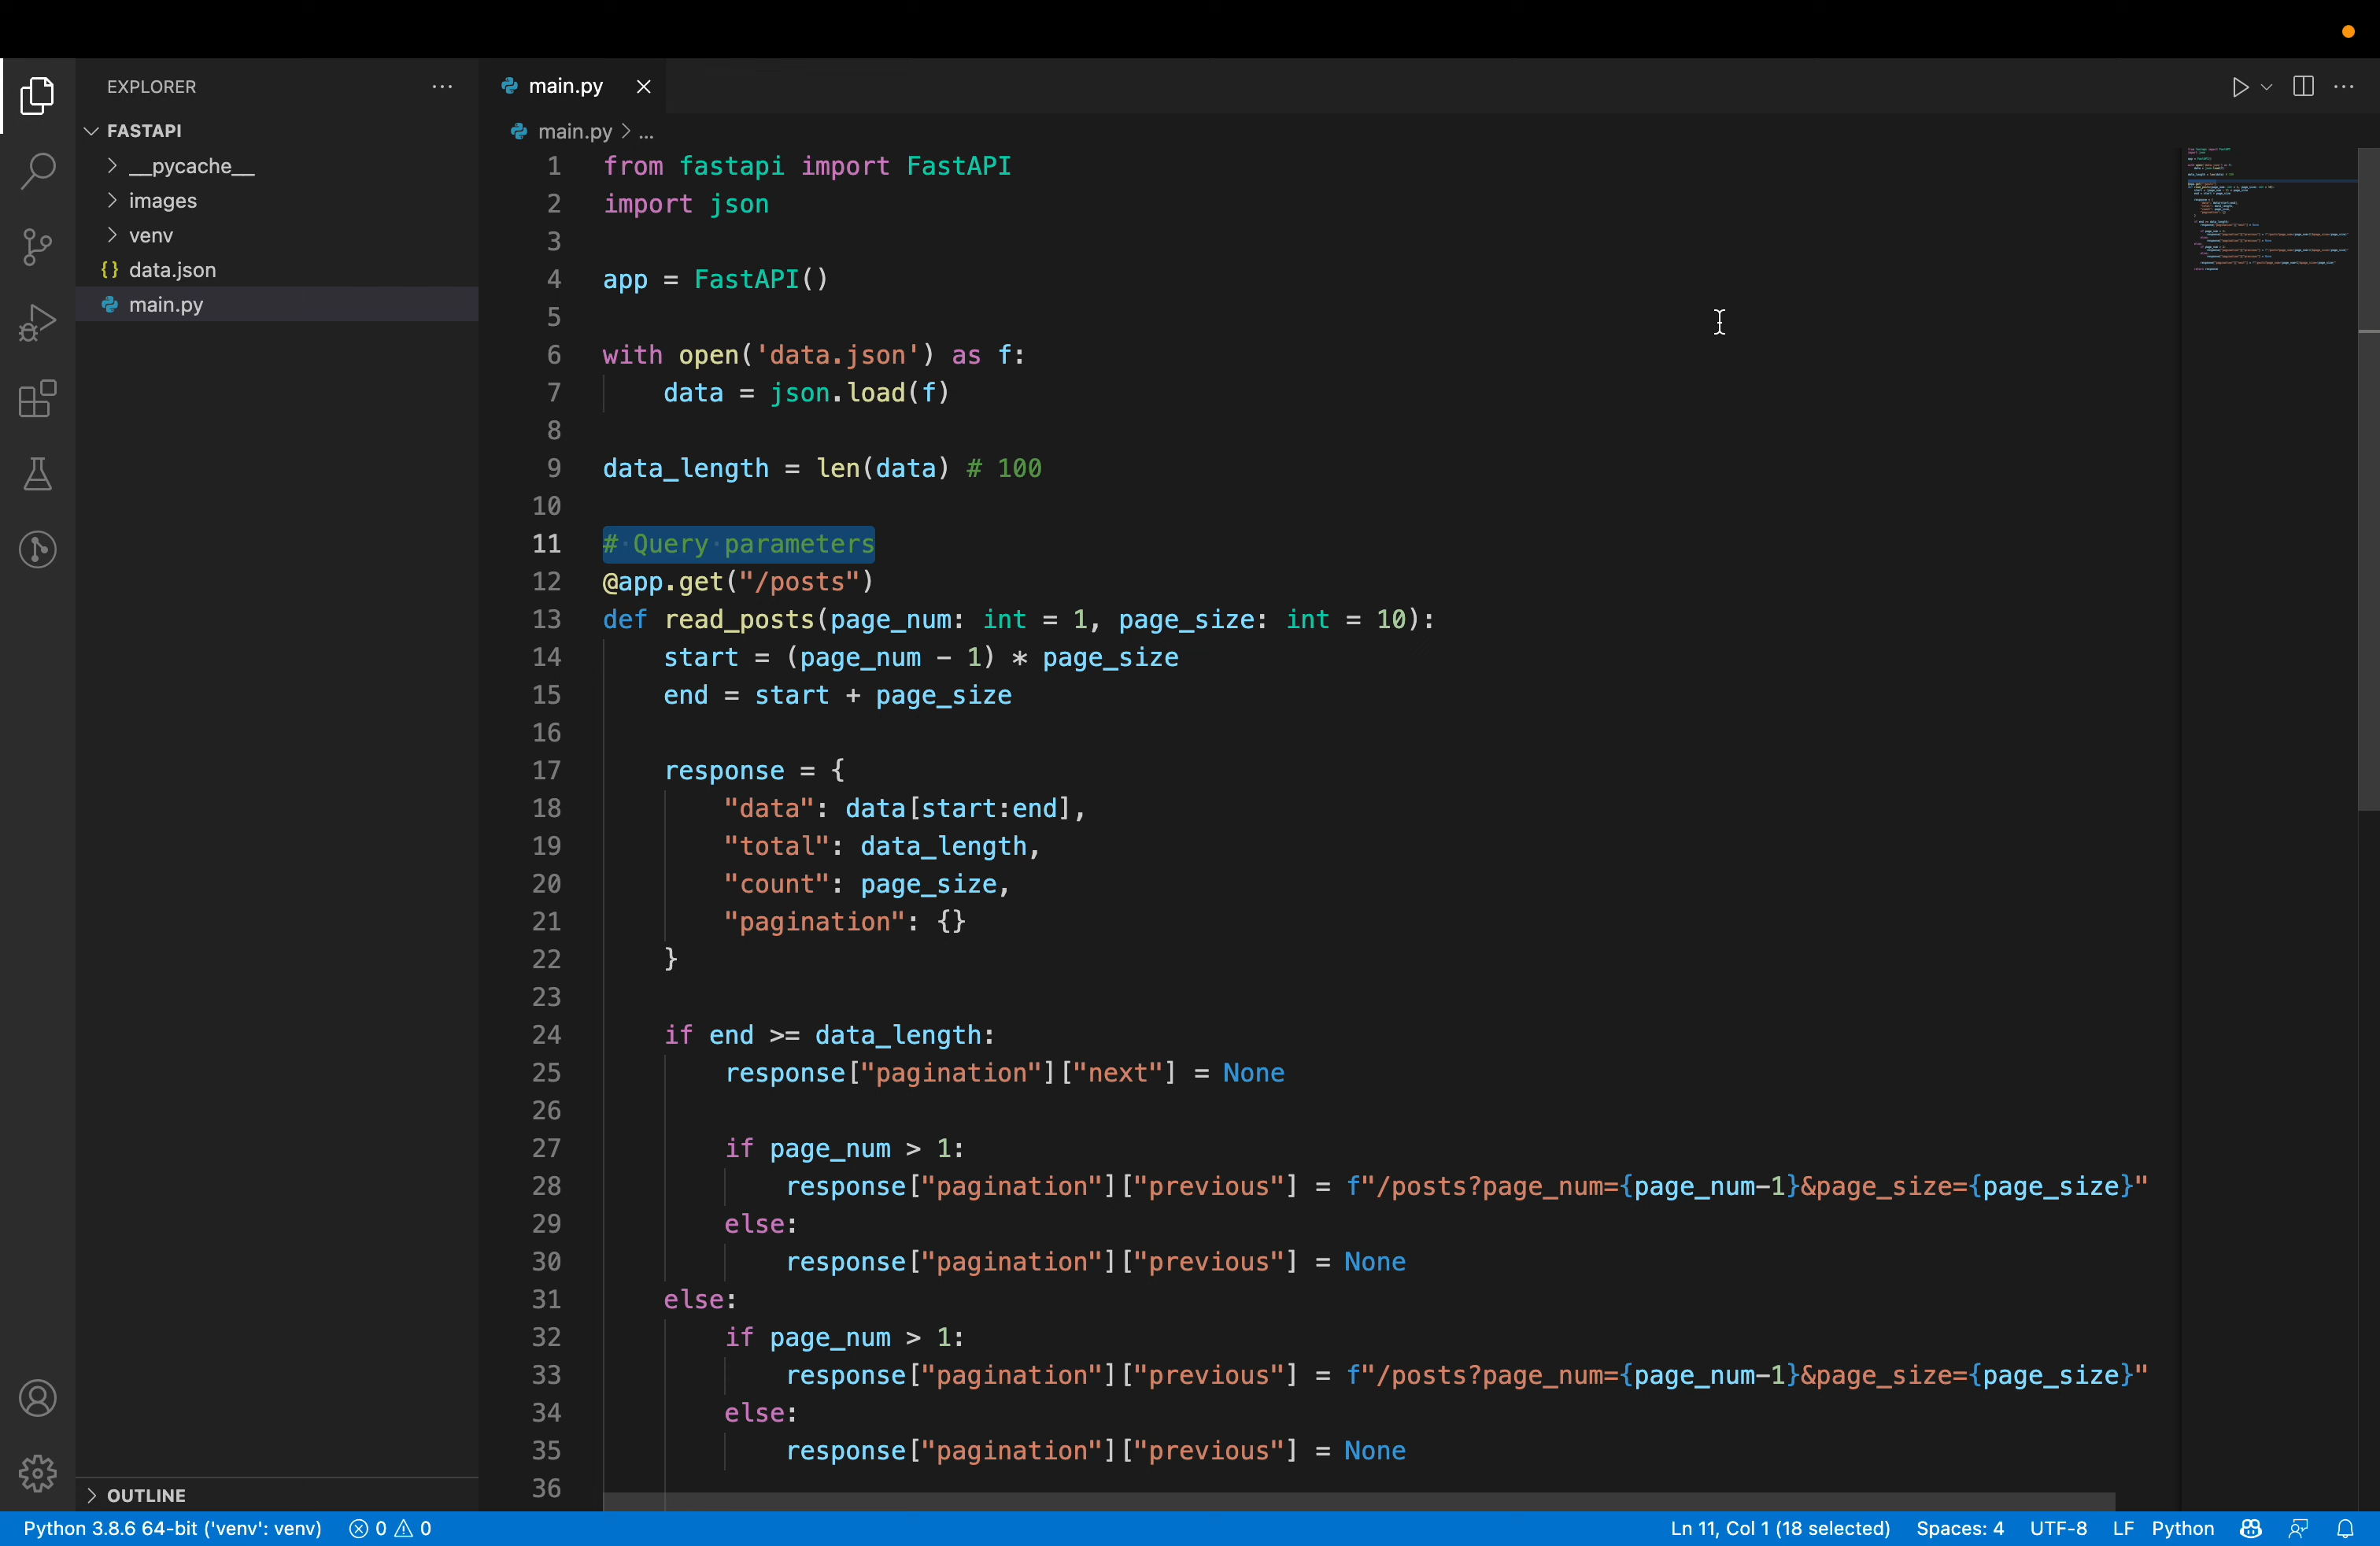 EXPLORER
FASTAPI
__pycache__
images
venv
{} data.json
main.py
OUTLINE
main.py
main.py > ...
1 from fastapi import FastAPI
2 import json
3
4 app = FastAPI()
5
6 with open('data.json') as f:
7     data = json.load(f)
8
9 data_length = len(data) # 100
10
11 # Query parameters
12 @app.get("/posts")
13 def read_posts(page_num: int = 1, page_size: int = 10):
14     start = (page_num - 1) * page_size
15     end = start + page_size
16
17     response = {
18         "data": data[start:end],
19         "total": data_length,
20         "count": page_size,
21         "pagination": {}
22     }
23
24     if end >= data_length:
25         response["pagination"]["next"] = None
26
27         if page_num > 1:
28             response["pagination"]["previous"] = f"/posts?page_num={page_num-1}&page_size={page_size}"
29         else:
30             response["pagination"]["previous"] = None
31     else:
32         if page_num > 1:
33             response["pagination"]["previous"] = f"/posts?page_num={page_num-1}&page_size={page_size}"
34         else:
35             response["pagination"]["previous"] = None
36
Python 3.8.6 64-bit ('venv': venv) 0 0 Ln 11, Col 1 (18 selected) Spaces: 4 UTF-8 LF Python